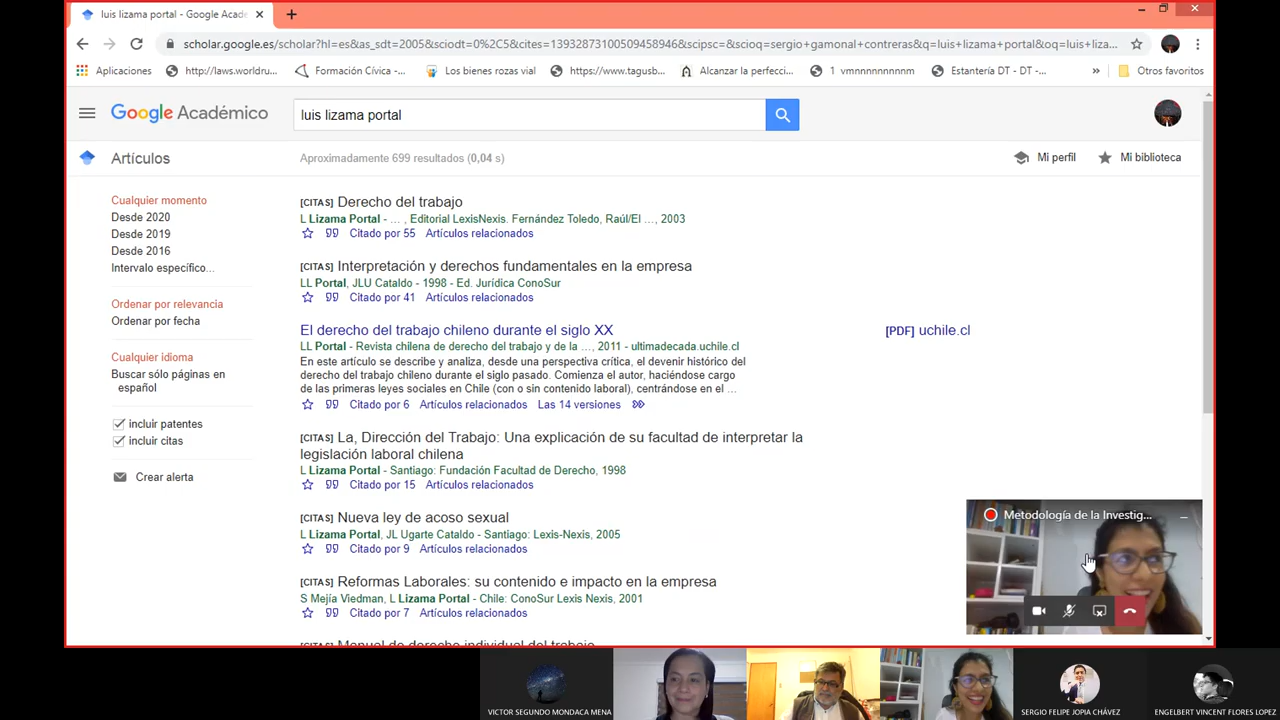 luis lizama portal - Google Acade
scholar.google.es/scholar?hl=es&as_sdt=2005&sciodt=0%2C5&cites=13932873100509458946&scipsc=&scioq=sergio+gamonal+contreras&q=luis+lizama+portal&oq=luis+liza...
Aplicaciones
http://laws.worldru...
Formación Cívica -...
Los bienes rozas vial
https://www.tagusb...
Alcanzar la perfecci...
1 vmnnnnnnnnm
Estantería DT - DT -...
»
Otros favoritos
Google Académico
luis lizama portal
Artículos
Aproximadamente 699 resultados (0,04 s)
Mi perfil
Mi biblioteca
Cualquier momento
Desde 2020
Desde 2019
Desde 2016
Intervalo específico...
Ordenar por relevancia
Ordenar por fecha
Cualquier idioma
Buscar sólo páginas en
español
incluir patentes
incluir citas
Crear alerta
[CITAS] Derecho del trabajo
L Lizama Portal - ... , Editorial LexisNexis. Fernández Toledo, Raúl/El ..., 2003
Citado por 55 Artículos relacionados
[CITAS] Interpretación y derechos fundamentales en la empresa
LL Portal, JLU Cataldo - 1998 - Ed. Jurídica ConoSur
Citado por 41 Artículos relacionados
El derecho del trabajo chileno durante el siglo XX
[PDF] uchile.cl
LL Portal - Revista chilena de derecho del trabajo y de la ..., 2011 - ultimadecada.uchile.cl
En este artículo se describe y analiza, desde una perspectiva crítica, el devenir histórico del
derecho del trabajo chileno durante el siglo pasado. Comienza el autor, haciéndose cargo
de las primeras leyes sociales en Chile (con o sin contenido laboral), centrándose en el ...
Citado por 6 Artículos relacionados Las 14 versiones
[CITAS] La, Dirección del Trabajo: Una explicación de su facultad de interpretar la
legislación laboral chilena
L Lizama Portal - Santiago: Fundación Facultad de Derecho, 1998
Citado por 15 Artículos relacionados
[CITAS] Nueva ley de acoso sexual
L Lizama Portal, JL Ugarte Cataldo - Santiago: Lexis-Nexis, 2005
Citado por 9 Artículos relacionados
[CITAS] Reformas Laborales: su contenido e impacto en la empresa
S Mejía Viedman, L Lizama Portal - Chile: ConoSur Lexis Nexis, 2001
Citado por 7 Artículos relacionados
Manual de derecho individual del trabajo
Metodología de la Investig...
VICTOR SEGUNDO MONDACA MENA
SERGIO FELIPE JOPIA CHÁVEZ
ENGELBERT VINCENT FLORES LOPEZ